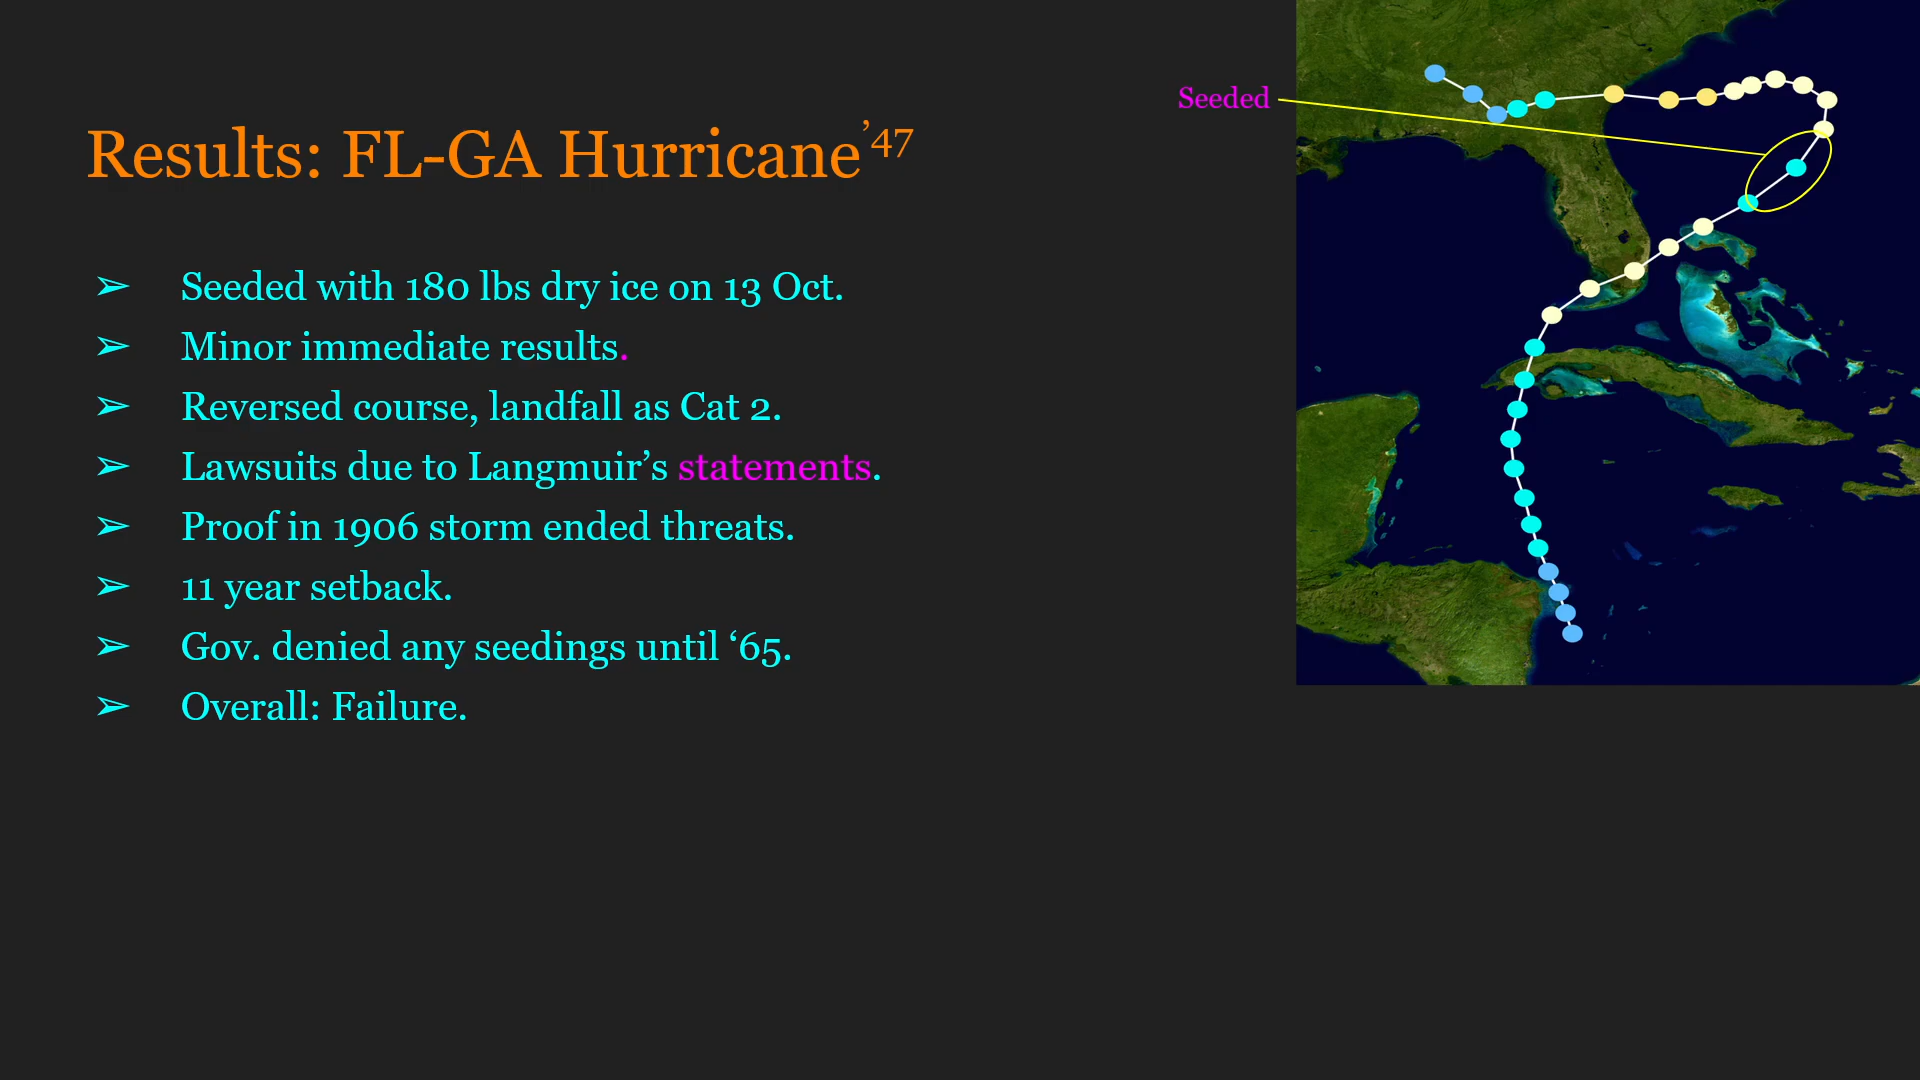 Results: FL-GA Hurricane ’47
Seeded
➢ Seeded with 180 lbs dry ice on 13 Oct.
➢ Minor immediate results.
➢ Reversed course, landfall as Cat 2.
➢ Lawsuits due to Langmuir’s statements.
➢ Proof in 1906 storm ended threats.
➢ 11 year setback.
➢ Gov. denied any seedings until ‘65.
➢ Overall: Failure.